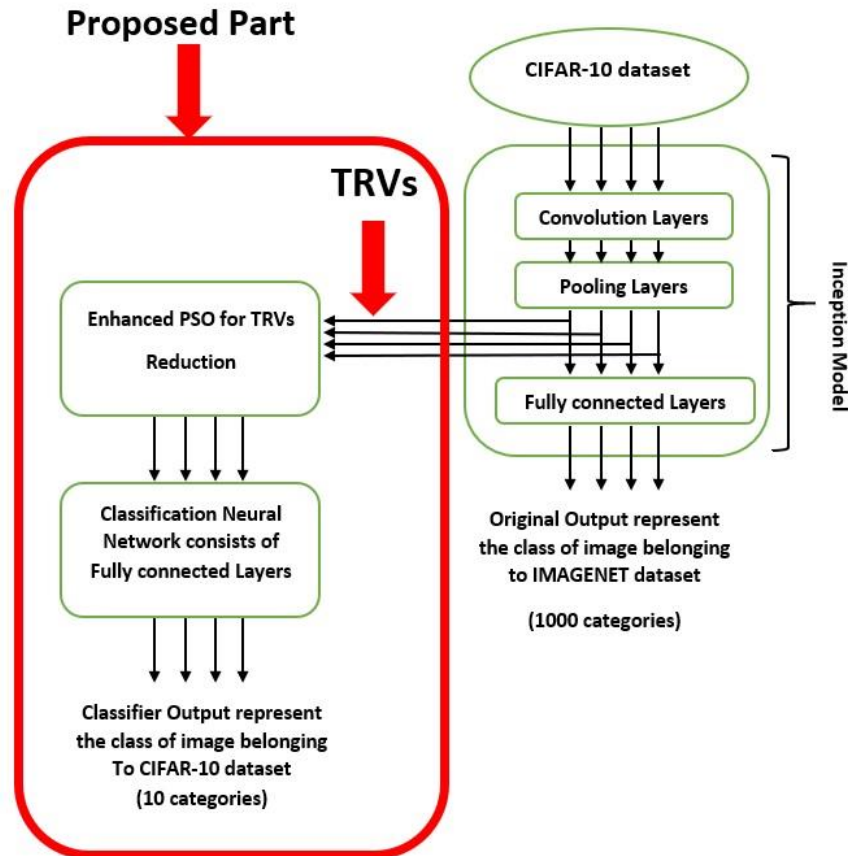 Proposed Part
CIFAR-10 dataset
TRVs
Convolution Layers
Pooling Layers
Fully connected Layers
Inception Model
Enhanced PSO for TRVs
Reduction
Classification Neural
Network consists of
Fully connected Layers
Original Output represent
the class of image belonging
to IMAGENET dataset
(1000 categories)
Classifier Output represent
the class of image belonging
To CIFAR-10 dataset
(10 categories)